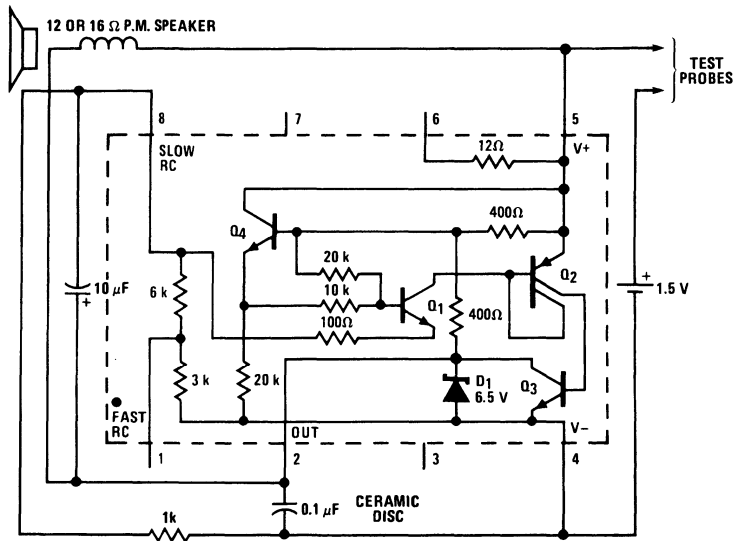 12 OR 16 Ω P.M. SPEAKER
TEST
PROBES
8
7
6
5
SLOW
RC
12Ω
V+
Q4
400Ω
20 k
Q2
10 k
Q1
10 μF
+
6 k
100Ω
400Ω
+
1.5 V
3 k
20 k
D1
6.5 V
Q3
FAST
RC
OUT
V−
1
2
3
4
0.1 μF
CERAMIC
DISC
1k